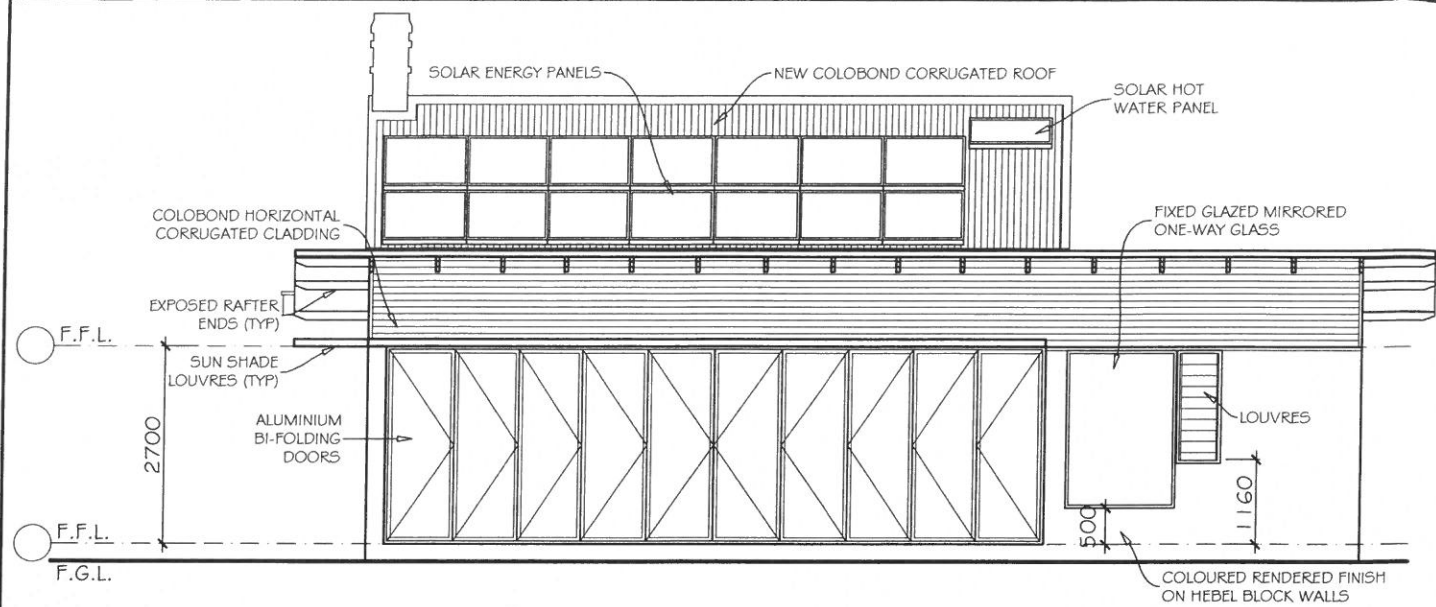 SOLAR ENERGY PANELS
NEW COLOBOND CORRUGATED ROOF
SOLAR HOT
WATER PANEL
COLOBOND HORIZONTAL
CORRUGATED CLADDING
FIXED GLAZED MIRRORED
ONE-WAY GLASS
EXPOSED RAFTER
ENDS (TYP)
F.F.L.
SUN SHADE
LOUVRES (TYP)
ALUMINIUM
BI-FOLDING
DOORS
LOUVRES
2700
1160
500
F.F.L.
F.G.L.
COLOURED RENDERED FINISH
ON HEBEL BLOCK WALLS